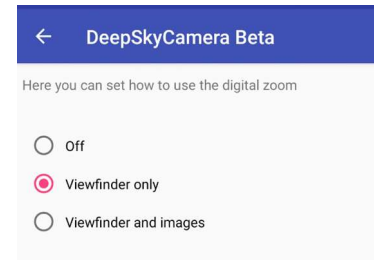 DeepSkyCamera Beta
Here you can set how to use the digital zoom
Off
Viewfinder only
Viewfinder and images